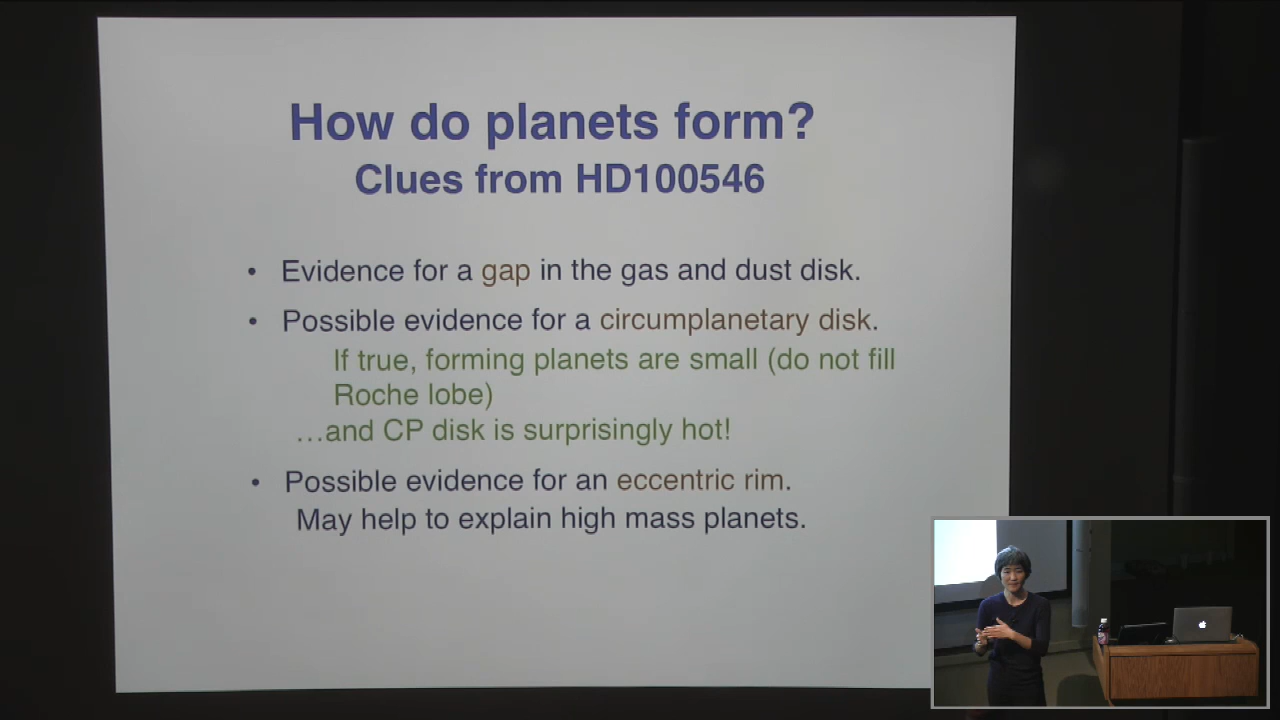 How do planets form?
Clues from HD100546
• Evidence for a gap in the gas and dust disk.
• Possible evidence for a circumplanetary disk.
If true, forming planets are small (do not fill
Roche lobe)
…and CP disk is surprisingly hot!
• Possible evidence for an eccentric rim.
May help to explain high mass planets.